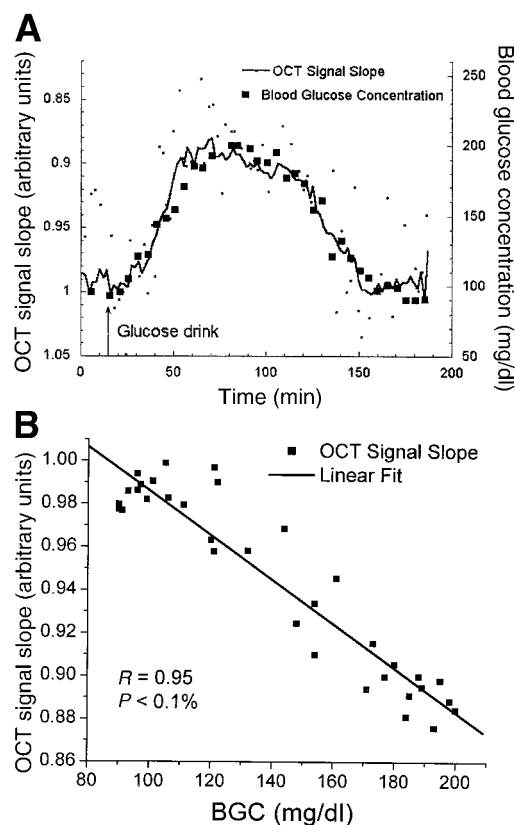 A
OCT signal slope (arbitrary units)
0.85
0.9
0.95
1
1.05
OCT Signal Slope
Blood Glucose Concentration
Glucose drink
250
200
150
100
50
Blood glucose concentration (mg/dl)
0 50 100 150 200
Time (min)
B
OCT signal slope (arbitrary units)
1.00
0.98
0.96
0.94
0.92
0.90
0.88
0.86
OCT Signal Slope
Linear Fit
R = 0.95
P < 0.1%
80 100 120 140 160 180 200
BGC (mg/dl)